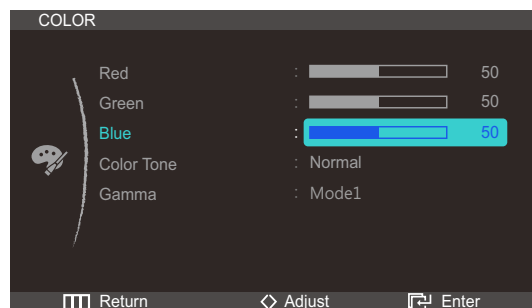 COLOR
Red : 50
Green : 50
Blue : 50
Color Tone : Normal
Gamma : Mode1
Return Adjust Enter